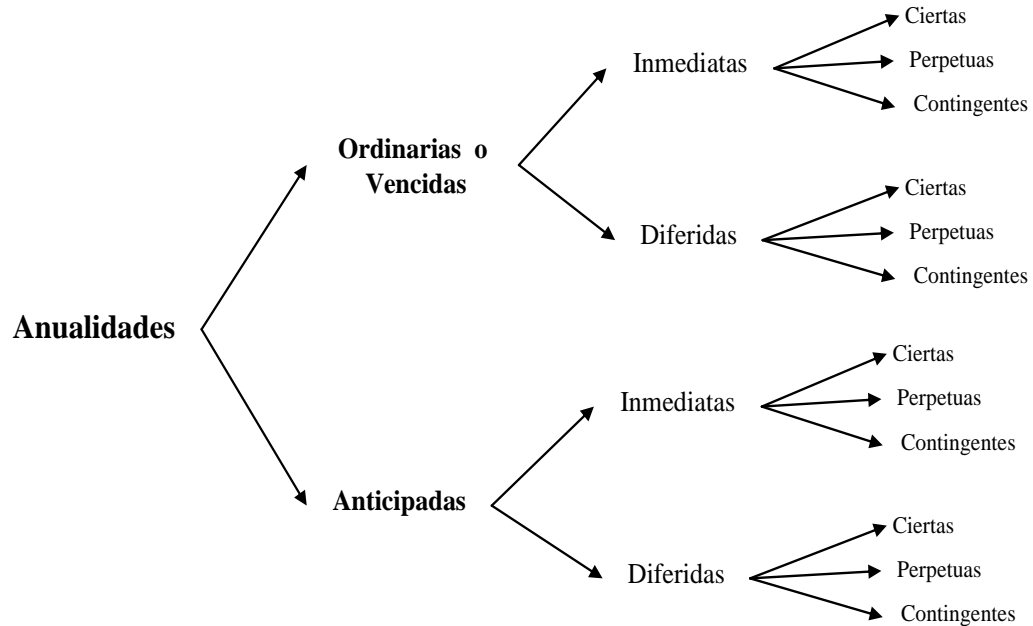 Ciertas
Inmediatas
Perpetuas
Contingentes
Ordinarias o
Vencidas
Ciertas
Diferidas
Perpetuas
Contingentes
Anualidades
Ciertas
Inmediatas
Perpetuas
Contingentes
Anticipadas
Ciertas
Diferidas
Perpetuas
Contingentes